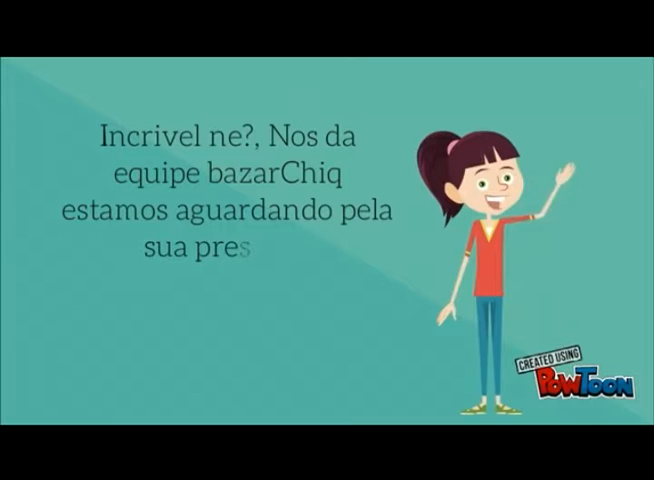 Incrivel ne?, Nos da
equipe bazarChiq
estamos aguardando pela
sua pres
CREATED USING
POWTOON